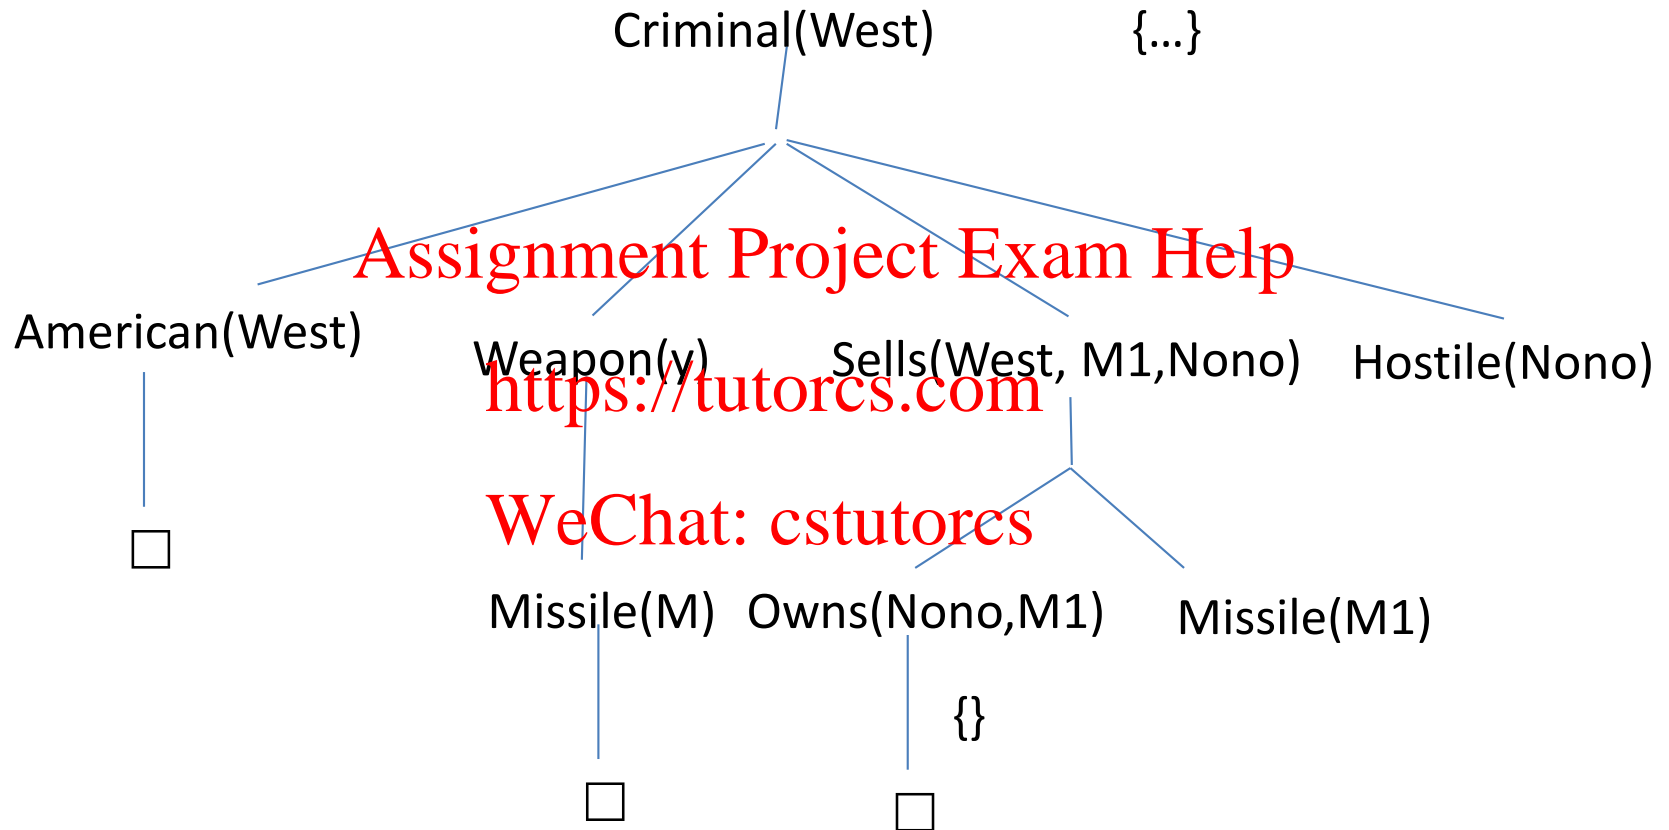 Criminal(West) {...}
Assignment Project Exam Help
American(West) Weapon(y) Sells(West, M1,Nono) Hostile(Nono)
https://tutorcs.com
WeChat: cstutorcs
Missile(M) Owns(Nono,M1) Missile(M1)
{}